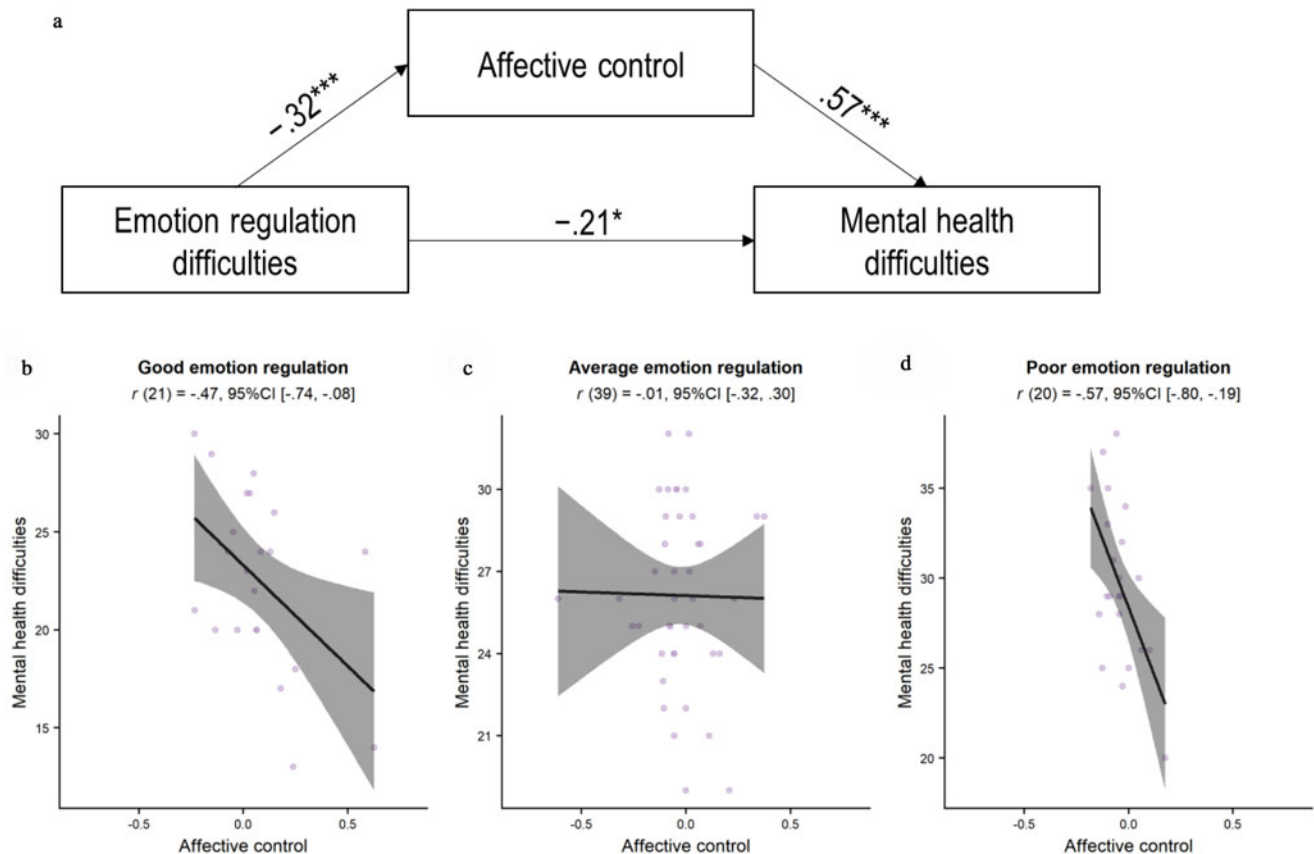 a
Affective control
−.32***
.57***
Emotion regulation
difficulties
−.21*
Mental health
difficulties
b
Good emotion regulation
r (21) = -.47, 95%CI [-.74, -.08]
Mental health difficulties
30
25
20
15
-0.5
0.0
0.5
Affective control
c
Average emotion regulation
r (39) = -.01, 95%CI [-.32, .30]
Mental health difficulties
30
27
24
21
-0.5
0.0
0.5
Affective control
d
Poor emotion regulation
r (20) = -.57, 95%CI [-.80, -.19]
Mental health difficulties
35
30
25
20
-0.5
0.0
0.5
Affective control